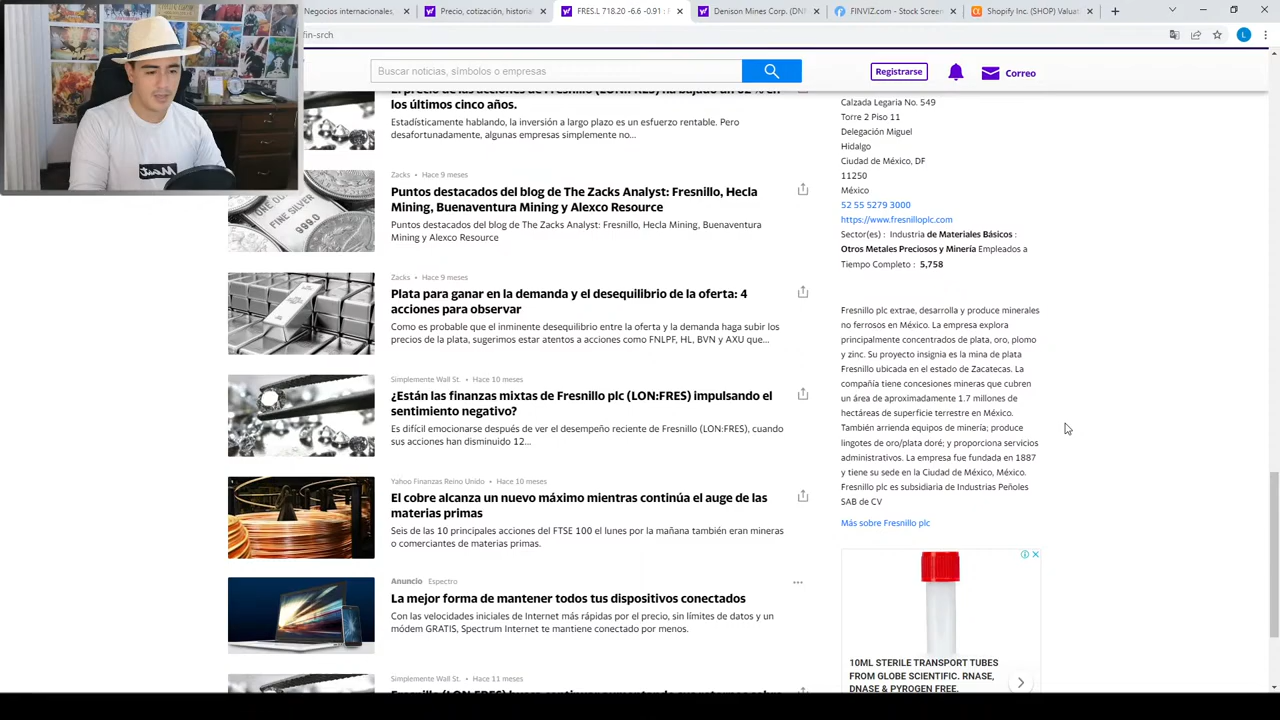 Negocios internacionales,
Precio, cotización, historial
FRES.L 718.20 -6.6 -0.91 :
Denison Mines Corp. (DN
FINVIZ.com - Stock Screen
Shopify Inc. (SHOP) Valua
fin-srch
Buscar noticias, símbolos o empresas
Registrarse
Correo
los últimos cinco años.
Estadísticamente hablando, la inversión a largo plazo es un esfuerzo rentable. Pero
desafortunadamente, algunas empresas simplemente no...
Zacks • Hace 9 meses
Puntos destacados del blog de The Zacks Analyst: Fresnillo, Hecla
Mining, Buenaventura Mining y Alexco Resource
Puntos destacados del blog de The Zacks Analyst: Fresnillo, Hecla Mining, Buenaventura
Mining y Alexco Resource
ONE OUNCE
FINE SILVER
999.0
Zacks • Hace 9 meses
Plata para ganar en la demanda y el desequilibrio de la oferta: 4
acciones para observar
Como es probable que el inminente desequilibrio entre la oferta y la demanda haga subir los
precios de la plata, sugerimos estar atentos a acciones como FNLPF, HL, BVN y AXU que...
Simplemente Wall St. • Hace 10 meses
¿Están las finanzas mixtas de Fresnillo plc (LON:FRES) impulsando el
sentimiento negativo?
Es difícil emocionarse después de ver el desempeño reciente de Fresnillo (LON:FRES), cuando
sus acciones han disminuido 12...
Yahoo Finanzas Reino Unido • Hace 10 meses
El cobre alcanza un nuevo máximo mientras continúa el auge de las
materias primas
Seis de las 10 principales acciones del FTSE 100 el lunes por la mañana también eran mineras
o comerciantes de materias primas.
Anuncio Espectro
La mejor forma de mantener todos tus dispositivos conectados
Con las velocidades iniciales de Internet más rápidas por el precio, sin límites de datos y un
módem GRATIS, Spectrum Internet te mantiene conectado por menos.
Simplemente Wall St. • Hace 11 meses
Calzada Legaria No. 549
Torre 2 Piso 11
Delegación Miguel
Hidalgo
Ciudad de México, DF
11250
México
52 55 5279 3000
https://www.fresnilloplc.com
Sector(es) : Industria de Materiales Básicos :
Otros Metales Preciosos y Minería Empleados a
Tiempo Completo : 5,758
Fresnillo plc extrae, desarrolla y produce minerales
no ferrosos en México. La empresa explora
principalmente concentrados de plata, oro, plomo
y zinc. Su proyecto insignia es la mina de plata
Fresnillo ubicada en el estado de Zacatecas. La
compañía tiene concesiones mineras que cubren
un área de aproximadamente 1.7 millones de
hectáreas de superficie terrestre en México.
También arrienda equipos de minería; produce
lingotes de oro/plata doré; y proporciona servicios
administrativos. La empresa fue fundada en 1887
y tiene su sede en la Ciudad de México, México.
Fresnillo plc es subsidiaria de Industrias Peñoles
SAB de CV
Más sobre Fresnillo plc
10ML STERILE TRANSPORT TUBES
FROM GLOBE SCIENTIFIC. RNASE,
DNASE & PYROGEN FREE.